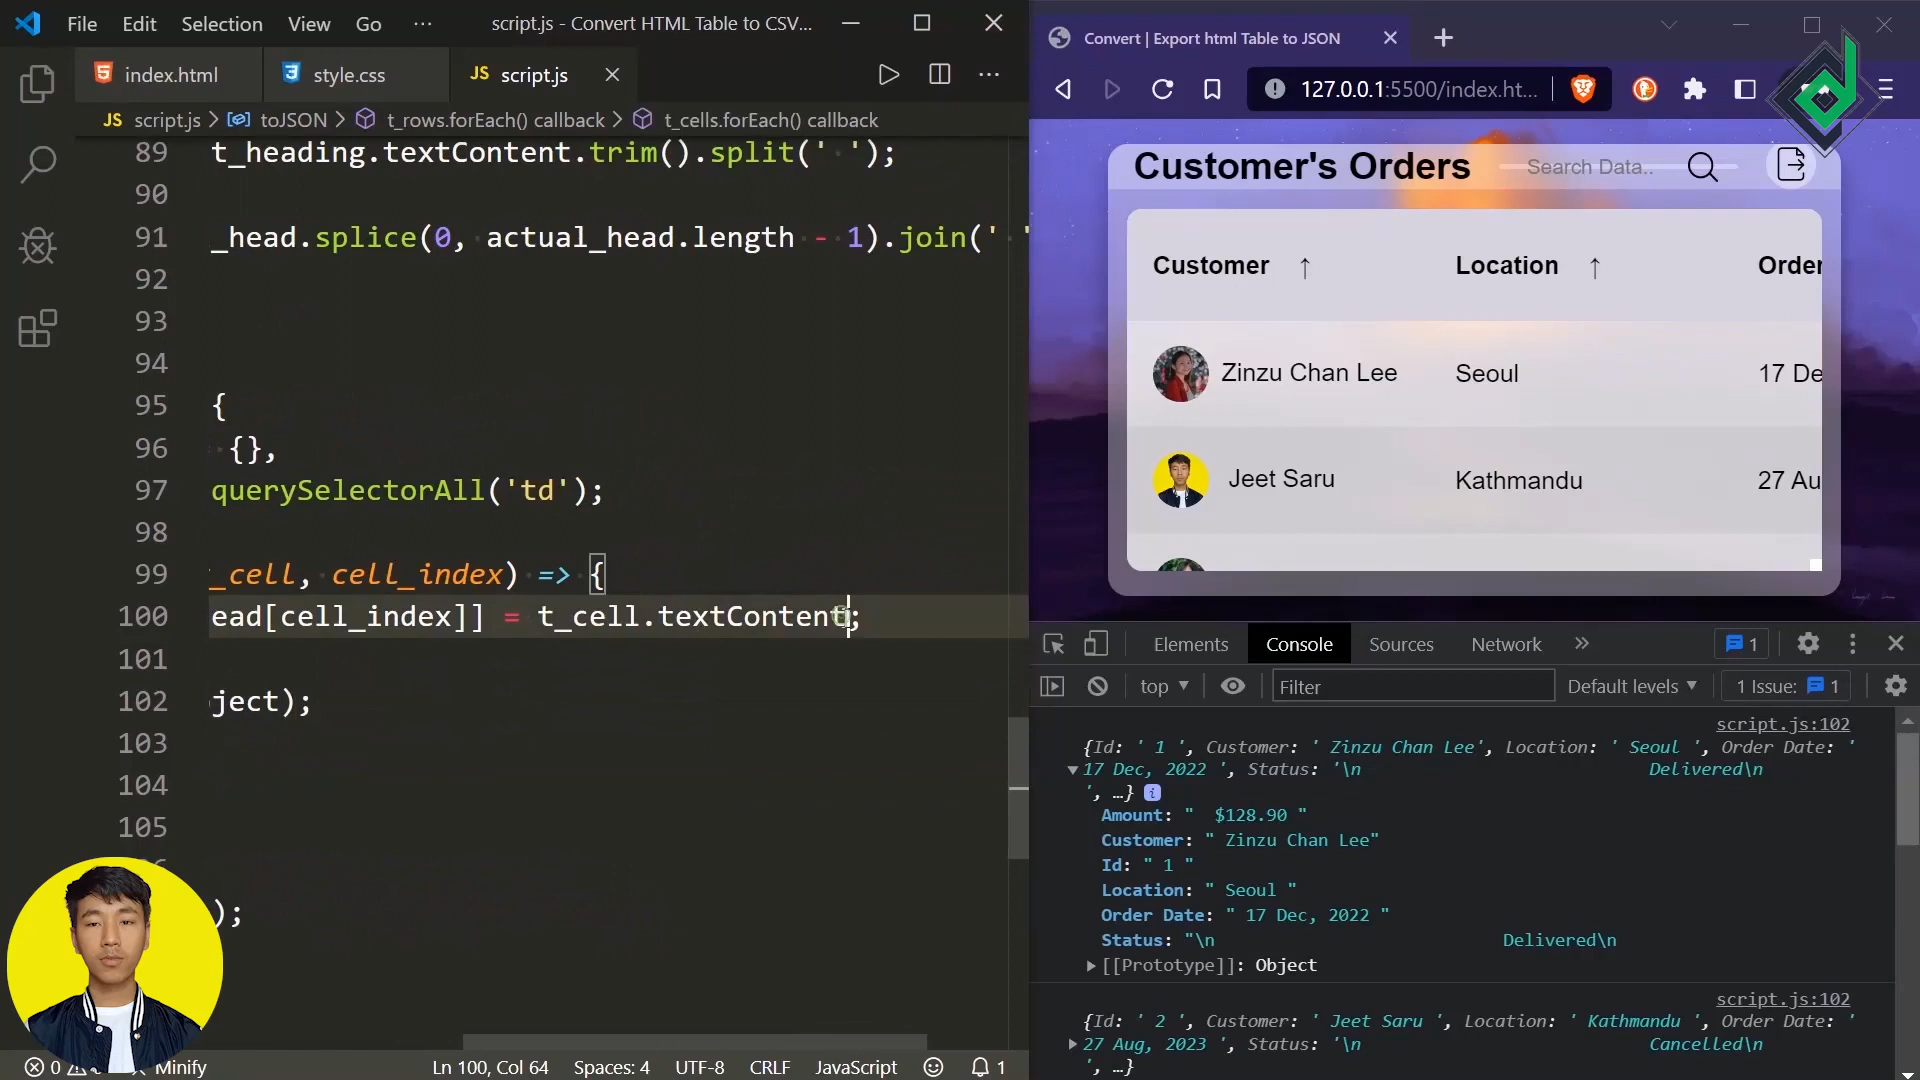 File Edit Selection View Go ··· script.js - Convert HTML Table to CSV...
index.html style.css JS script.js
JS script.js > toJSON > t_rows.forEach() callback > t_cells.forEach() callback
89 t_heading.textContent.trim().split(' ');
90
91 _head.splice(0, actual_head.length - 1).join(' '
92
93
94
95 {
96 {},
97 querySelectorAll('td');
98
99 _cell, cell_index) => {
100 ead[cell_index]] = t_cell.textContent;
101
102 ject);
103
104
105
);
0 Minify Ln 100, Col 64 Spaces: 4 UTF-8 CRLF JavaScript 1
Convert | Export html Table to JSON
127.0.0.1:5500/index.ht...
Customer's Orders Search Data..
Customer ↑ Location ↑ Order
Zinzu Chan Lee Seoul 17 De
Jeet Saru Kathmandu 27 Au
Elements Console Sources Network » 1
top Filter Default levels 1 Issue: 1
script.js:102
{Id: ' 1 ', Customer: ' Zinzu Chan Lee', Location: ' Seoul ', Order Date: '
17 Dec, 2022 ', Status: '\n Delivered\n
', …} i
Amount: "  $128.90 "
Customer: " Zinzu Chan Lee"
Id: " 1 "
Location: " Seoul "
Order Date: " 17 Dec, 2022 "
Status: "\n Delivered\n
[[Prototype]]: Object
script.js:102
{Id: ' 2 ', Customer: ' Jeet Saru ', Location: ' Kathmandu ', Order Date: '
27 Aug, 2023 ', Status: '\n Cancelled\n
', …}